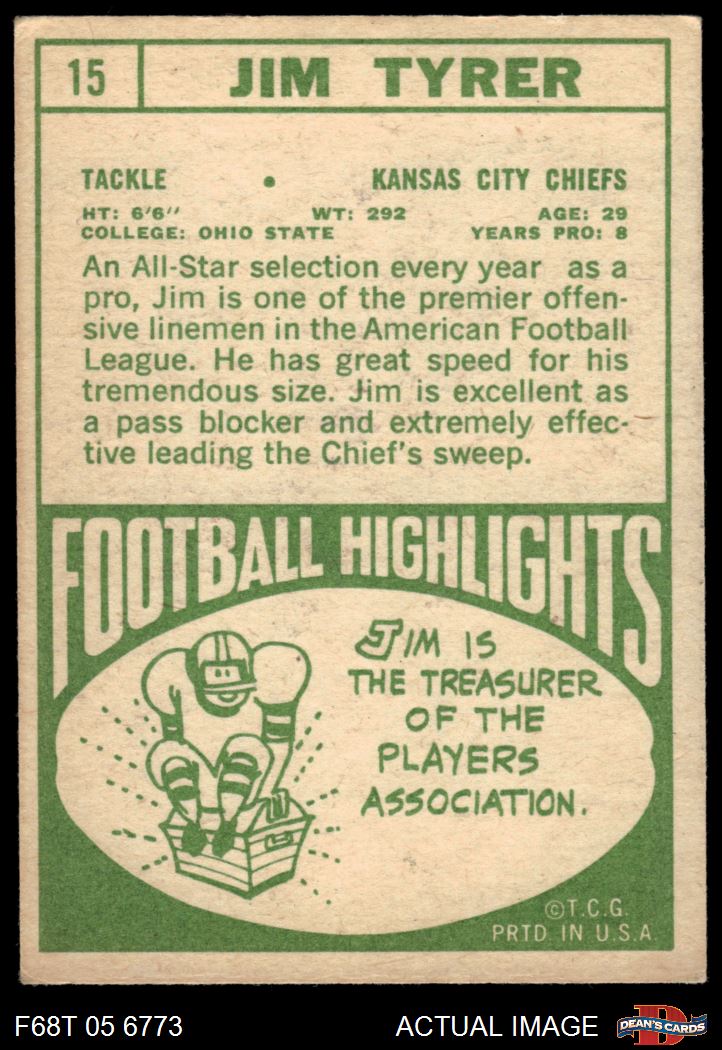 15 JIM TYRER
TACKLE • KANSAS CITY CHIEFS
HT: 6'6" WT: 292 AGE: 29
COLLEGE: OHIO STATE YEARS PRO: 8
An All-Star selection every year as a
pro, Jim is one of the premier offen-
sive linemen in the American Football
League. He has great speed for his
tremendous size. Jim is excellent as
a pass blocker and extremely effec-
tive leading the Chief's sweep.
FOOTBALL HIGHLIGHTS
JIM IS
THE TREASURER
OF THE
PLAYERS
ASSOCIATION.
©T.C.G.
PRTD IN U.S.A.
F68T 05 6773 ACTUAL IMAGE D DEAN'S CARDS